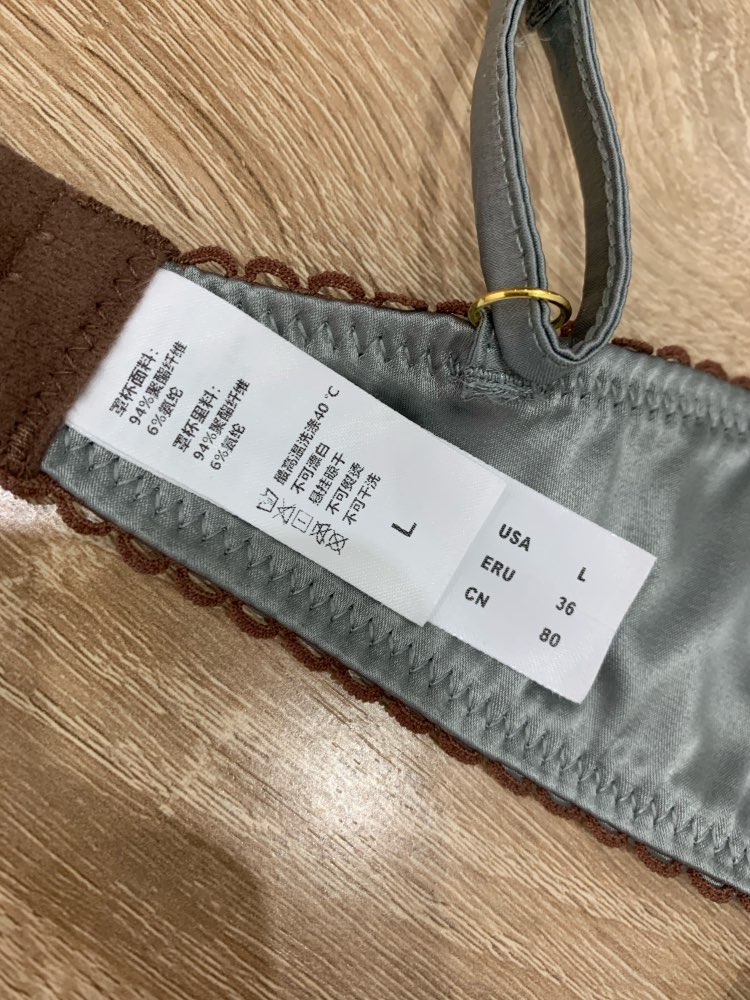 罩杯面料:
94%聚酯纤维
6%氨纶
罩杯里料:
94%聚酯纤维
6%氨纶
最高温洗涤40℃
不可漂白
悬挂晾干
不可熨烫
不可干洗
L
USA L
ERU 36
CN 80